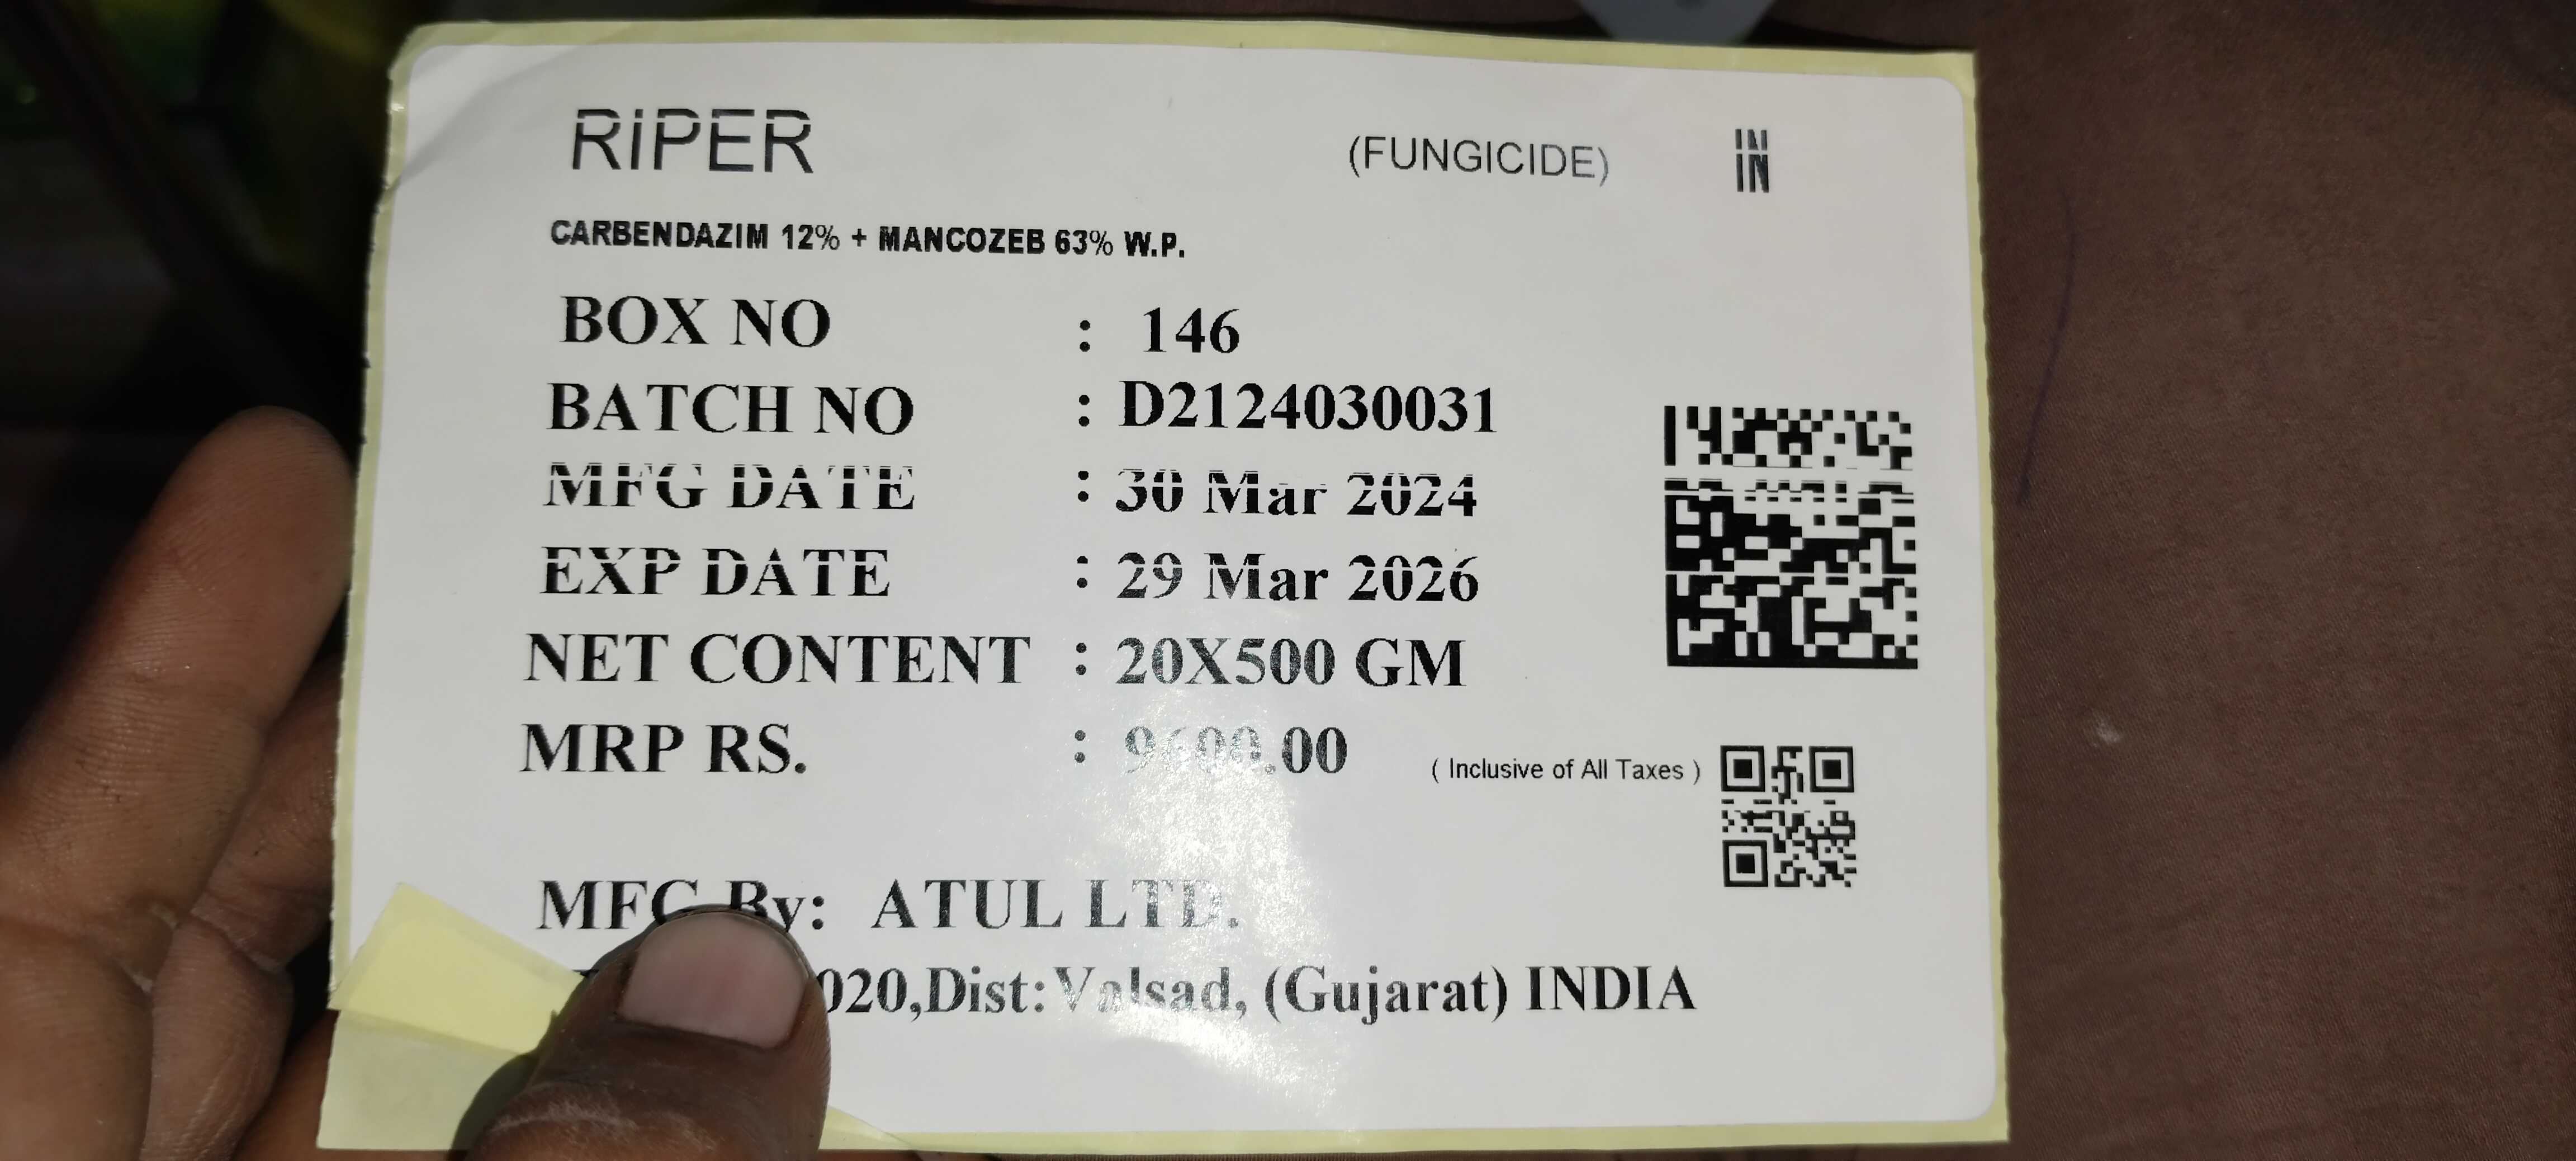 RiPER (FUNGICIDE) IN
CARBENDAZIM 12% + MANCOZEB 63% W.P.
BOX NO : 146
BATCH NO : D2124030031
MFG DATE : 30 Mar 2024
EXP DATE : 29 Mar 2026
NET CONTENT : 20X500 GM
MRP RS. : 9600.00 ( Inclusive of All Taxes )
MFG By: ATUL LTD.
020,Dist: Valsad, (Gujarat) INDIA